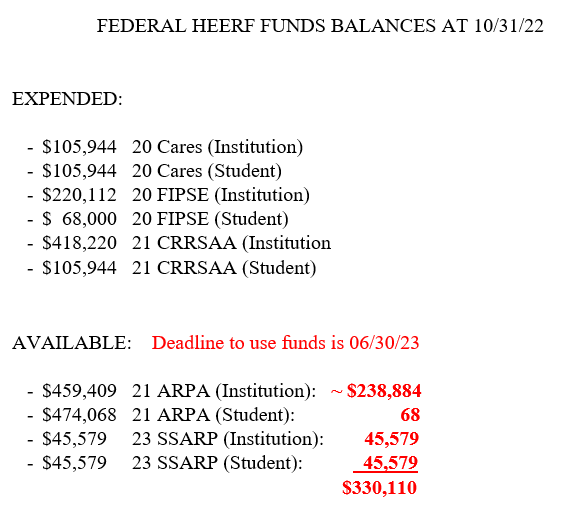 FEDERAL HEERF FUNDS BALANCES AT 10/31/22
EXPENDED:
- $105,944 20 Cares (Institution)
- $105,944 20 Cares (Student)
- $220,112 20 FIPSE (Institution)
- $ 68,000 20 FIPSE (Student)
- $418,220 21 CRRSAA (Institution
- $105,944 21 CRRSAA (Student)
AVAILABLE: Deadline to use funds is 06/30/23
- $459,409 21 ARPA (Institution): ~ $238,884
- $474,068 21 ARPA (Student): 68
- $45,579 23 SSARP (Institution): 45,579
- $45,579 23 SSARP (Student): 45,579
$330,110